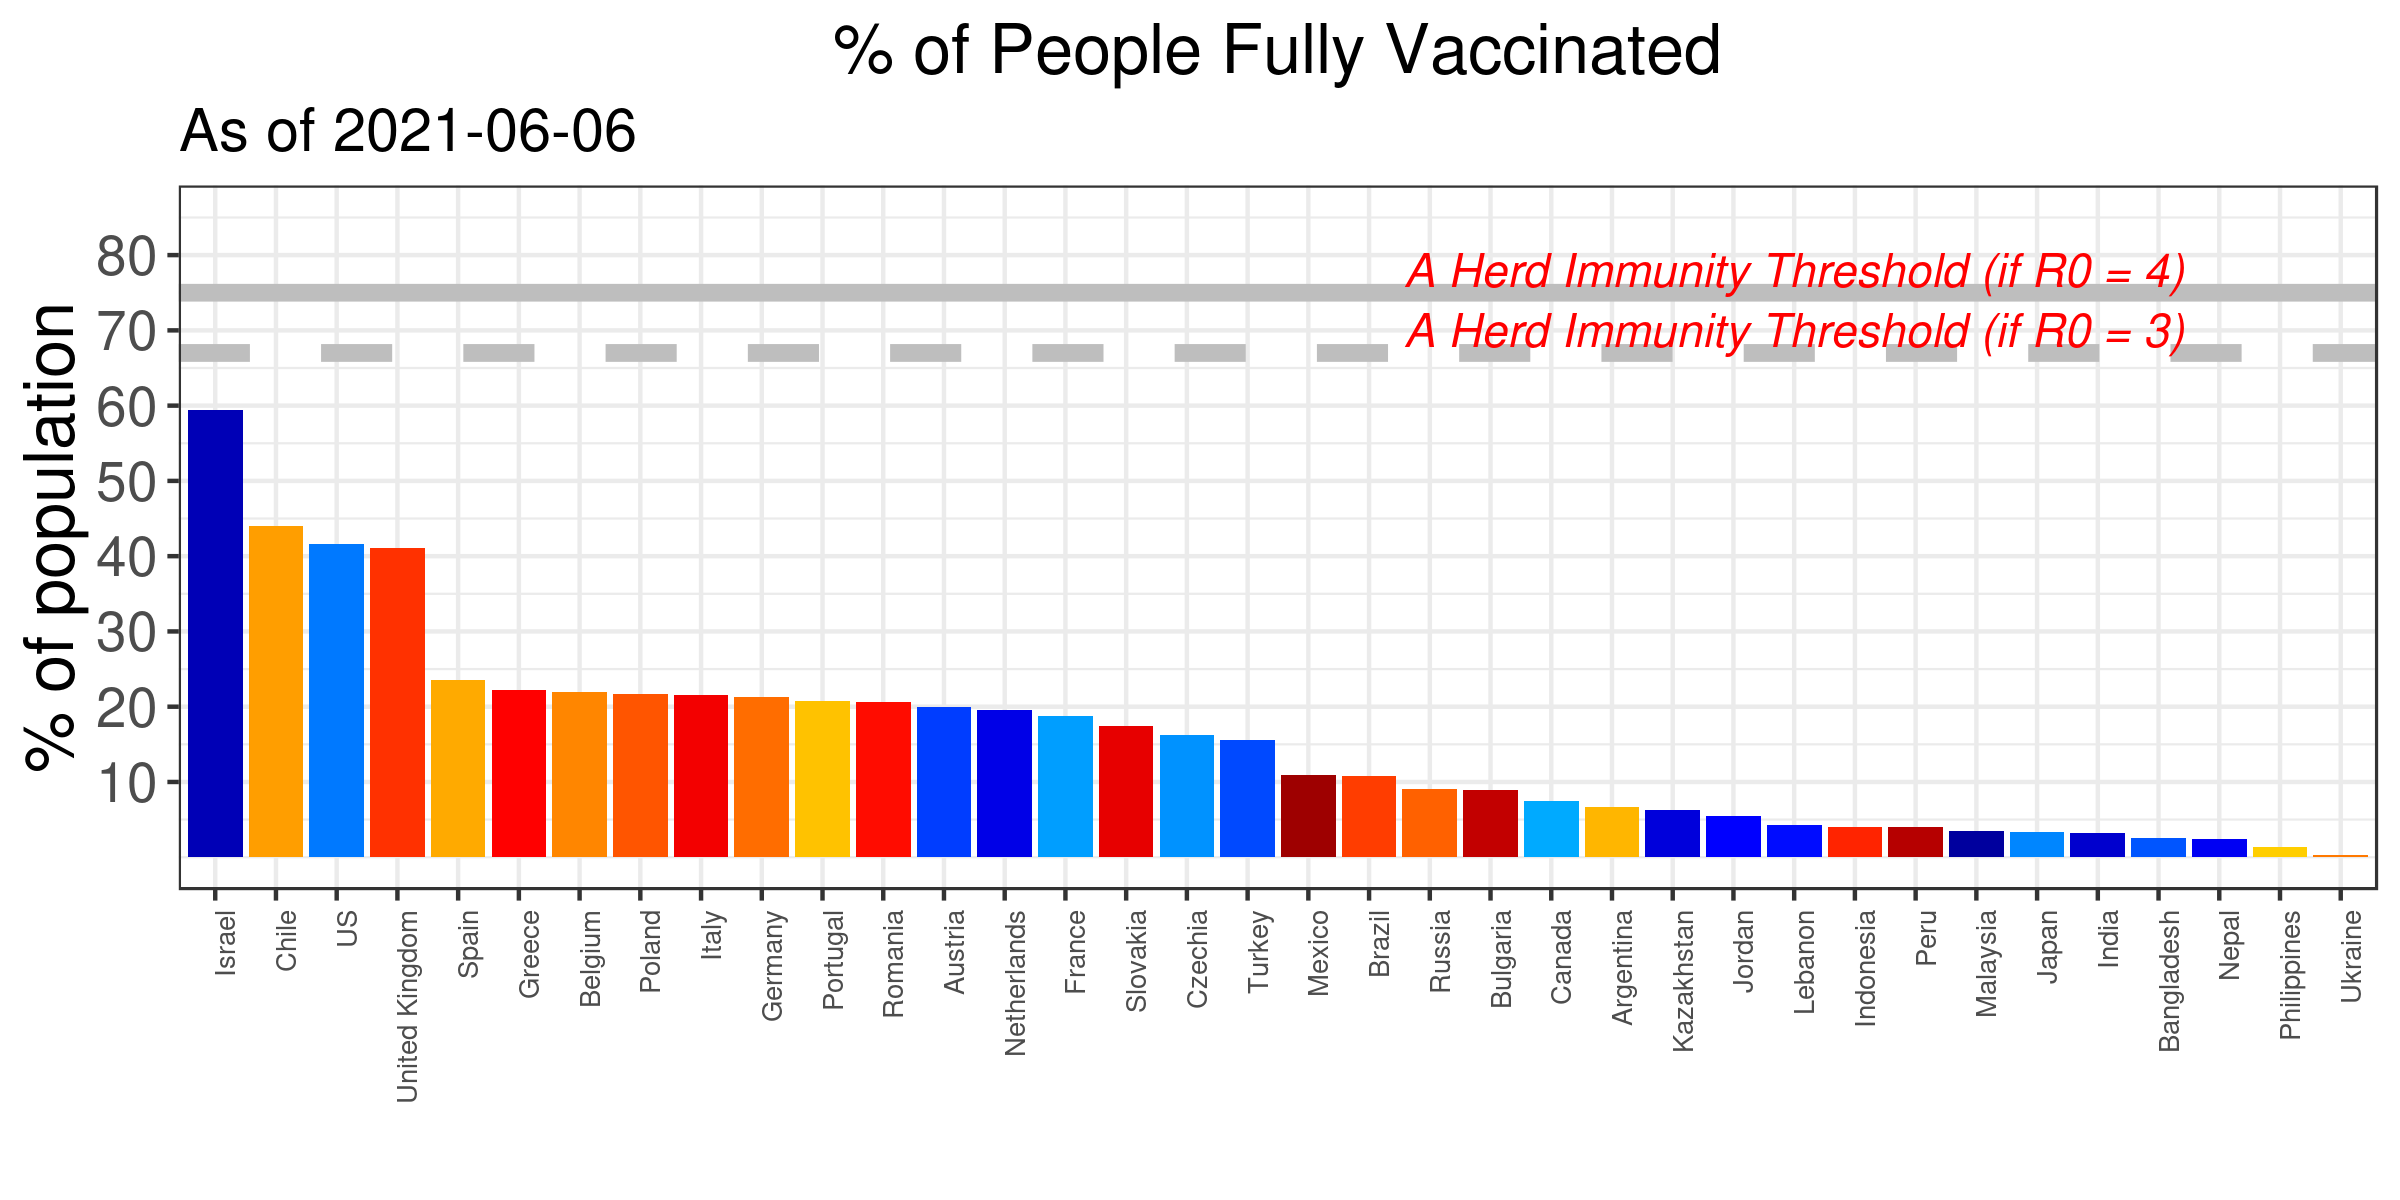 % of People Fully Vaccinated
As of 2021-06-06
% of population
80
70
60
50
40
30
20
10
A Herd Immunity Threshold (if R0 = 4)
A Herd Immunity Threshold (if R0 = 3)
Israel
Chile
US
United Kingdom
Spain
Greece
Belgium
Poland
Italy
Germany
Portugal
Romania
Austria
Netherlands
France
Slovakia
Czechia
Turkey
Mexico
Brazil
Russia
Bulgaria
Canada
Argentina
Kazakhstan
Jordan
Lebanon
Indonesia
Peru
Malaysia
Japan
India
Bangladesh
Nepal
Philippines
Ukraine